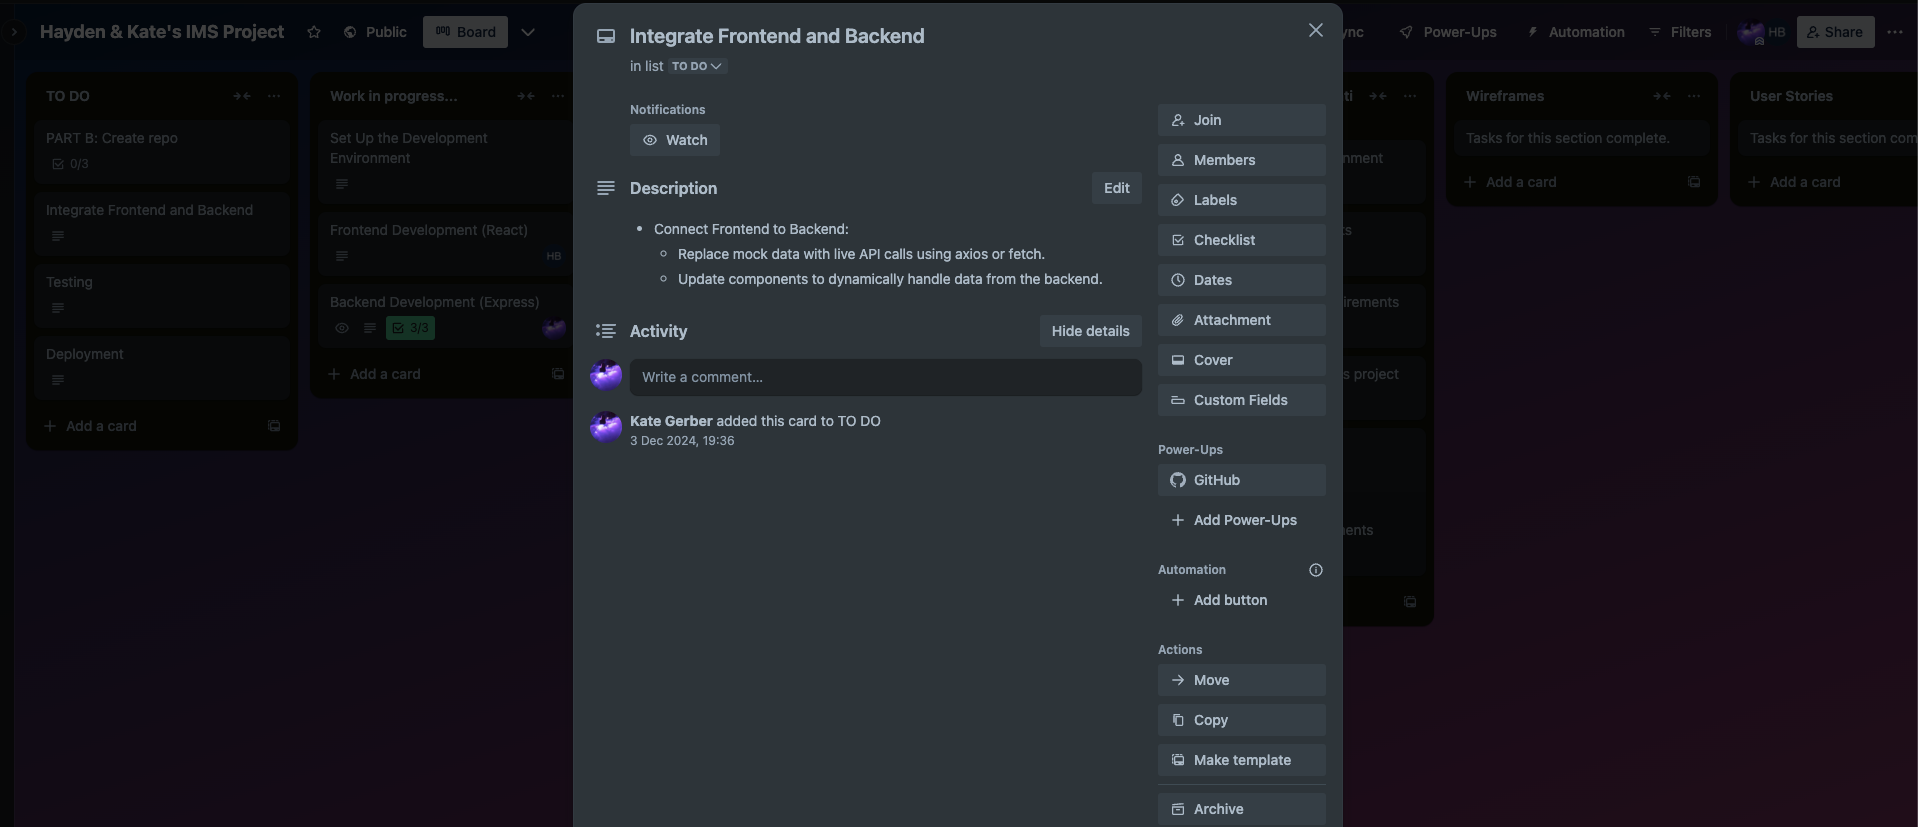 Hayden & Kate's IMS Project
Public
Board
Power-Ups
Automation
Filters
HB
Share
TO DO
PART B: Create repo
0/3
Integrate Frontend and Backend
Testing
Deployment
Add a card
Work in progress...
Set Up the Development
Environment
Frontend Development (React)
HB
Backend Development (Express)
3/3
Add a card
Integrate Frontend and Backend
in list TO DO
Notifications
Watch
Description
Edit
• Connect Frontend to Backend:
Replace mock data with live API calls using axios or fetch.
Update components to dynamically handle data from the backend.
Activity
Hide details
Write a comment...
Kate Gerber added this card to TO DO
3 Dec 2024, 19:36
Join
Members
Labels
Checklist
Dates
Attachment
Cover
Custom Fields
Power-Ups
GitHub
Add Power-Ups
Automation
Add button
Actions
Move
Copy
Make template
Archive
project
Wireframes
Tasks for this section complete.
Add a card
User Stories
Tasks for this section com
Add a card